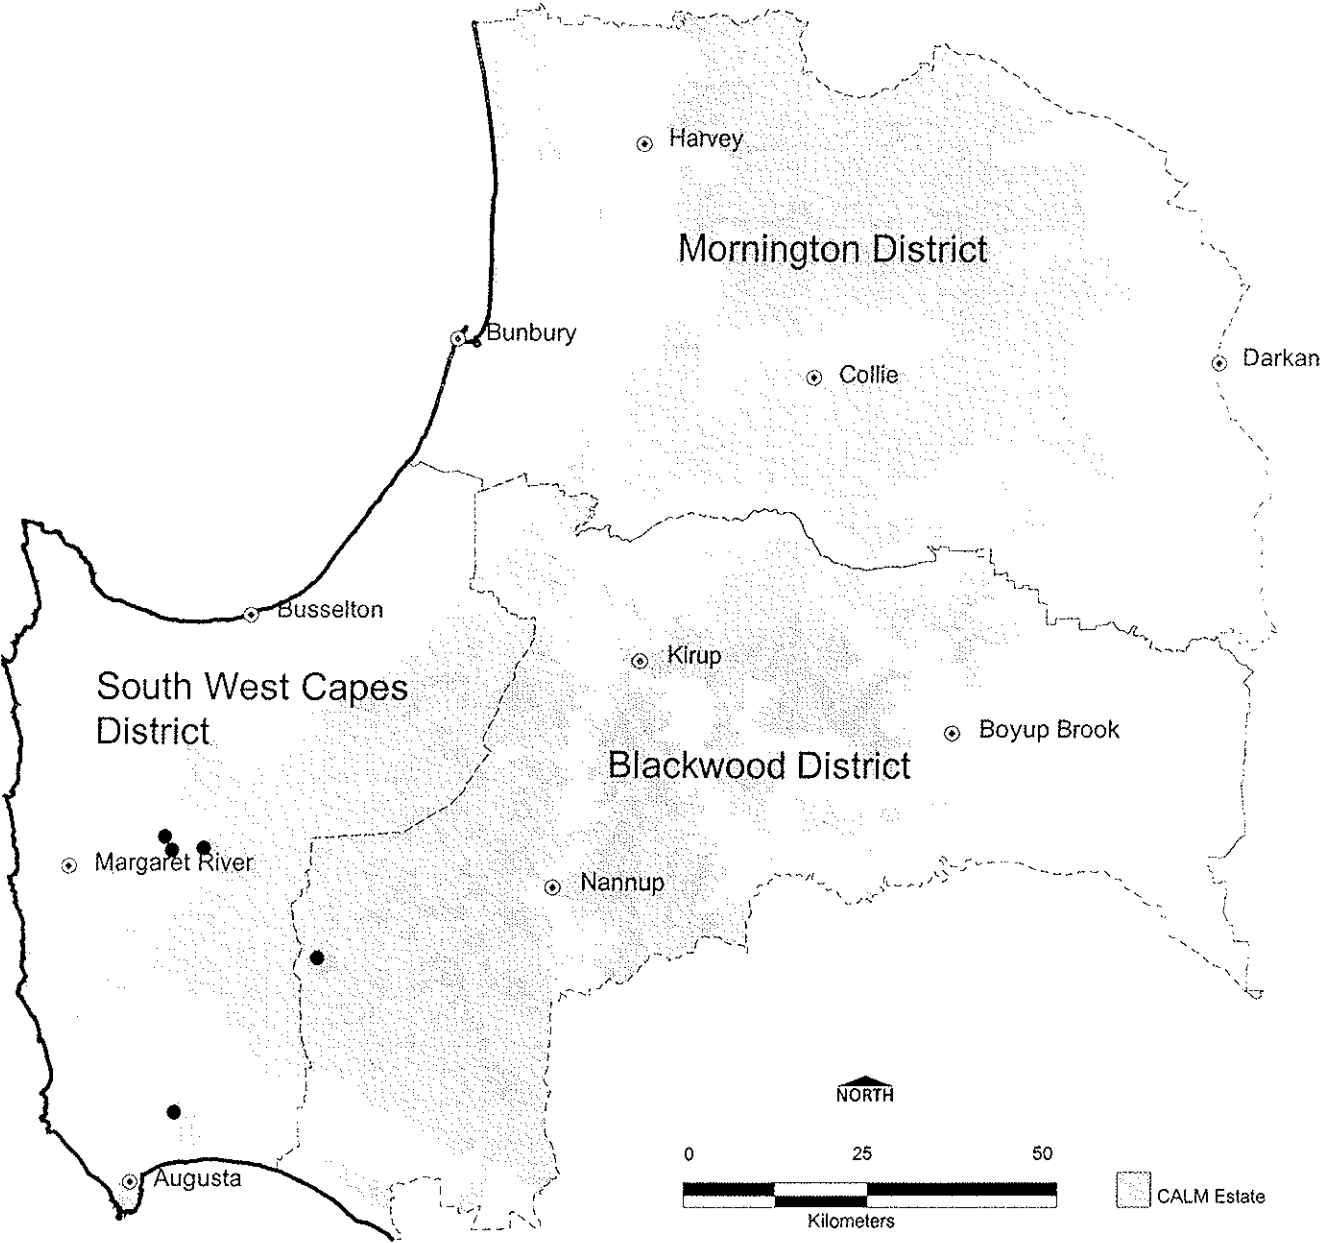 Harvey
Mornington District
Bunbury
Darkan
Collie
Busselton
Kirup
South West Capes
District
Boyup Brook
Blackwood District
Margaret River
Nannup
NORTH
0 25 50
Kilometers
CALM Estate
Augusta